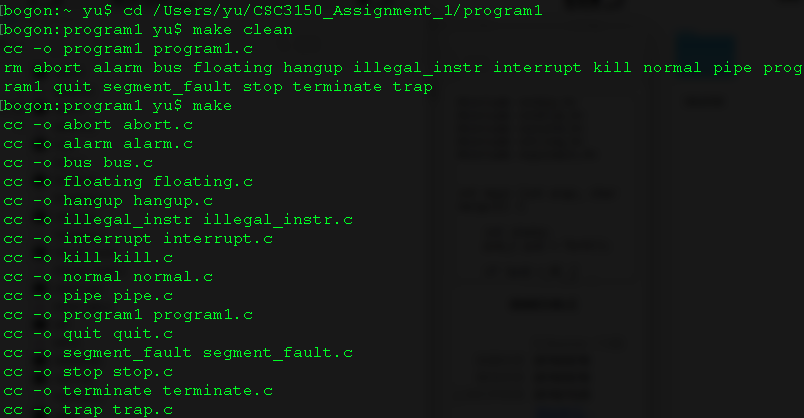 [bogon:~ yu$ cd /Users/yu/CSC3150_Assignment_1/program1
[bogon:program1 yu$ make clean
cc -o program1 program1.c
rm abort alarm bus floating hangup illegal_instr interrupt kill normal pipe prog
ram1 quit segment_fault stop terminate trap
[bogon:program1 yu$ make
cc -o abort abort.c
cc -o alarm alarm.c
cc -o bus bus.c
cc -o floating floating.c
cc -o hangup hangup.c
cc -o illegal_instr illegal_instr.c
cc -o interrupt interrupt.c
cc -o kill kill.c
cc -o normal normal.c
cc -o pipe pipe.c
cc -o program1 program1.c
cc -o quit quit.c
cc -o segment_fault segment_fault.c
cc -o stop stop.c
cc -o terminate terminate.c
cc -o trap trap.c